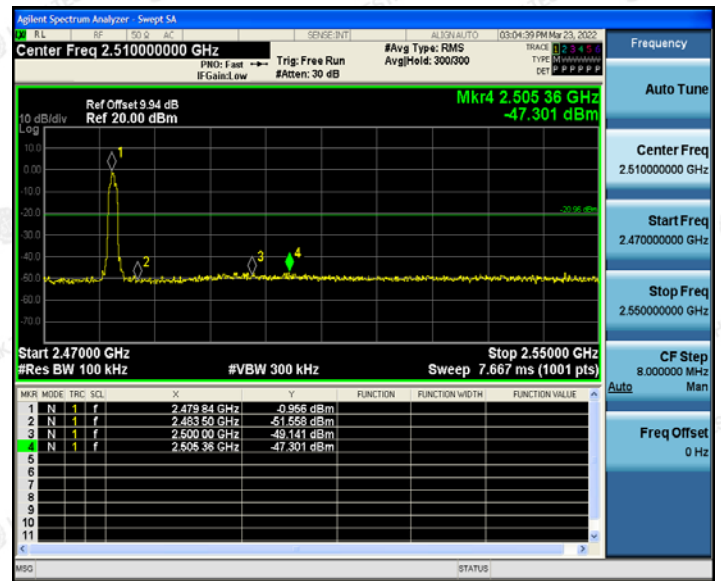 Agilent Spectrum Analyzer - Swept SA
RL RF 50 Ω AC SENSE:INT ALIGNAUTO 03:04:39 PM Mar 23, 2022
Center Freq 2.510000000 GHz
PNO: Fast
IFGain:Low
Trig: Free Run
#Atten: 30 dB
#Avg Type: RMS
Avg|Hold: 300/300
TRACE 1 2 3 4 5 6
TYPE M
DET P P P P P P
Ref Offset 9.94 dB
10 dB/div Ref 20.00 dBm
Log
Mkr4 2.505 36 GHz
-47.301 dBm
10.0
0.00
-10.0
-20.0
-30.0
-40.0
-50.0
-60.0
-70.0
1
2
3
4
-20.96 dBm
Start 2.47000 GHz Stop 2.55000 GHz
#Res BW 100 kHz #VBW 300 kHz Sweep 7.667 ms (1001 pts)
MKR MODE TRC SCL X Y FUNCTION FUNCTION WIDTH FUNCTION VALUE
1 N 1 f 2.479 84 GHz -0.956 dBm
2 N 1 f 2.483 50 GHz -51.558 dBm
3 N 1 f 2.500 00 GHz -49.141 dBm
4 N 1 f 2.505 36 GHz -47.301 dBm
5
6
7
8
9
10
11
MSG STATUS
Frequency
Auto Tune
Center Freq
2.510000000 GHz
Start Freq
2.470000000 GHz
Stop Freq
2.550000000 GHz
CF Step
8.000000 MHz
Auto Man
Freq Offset
0 Hz